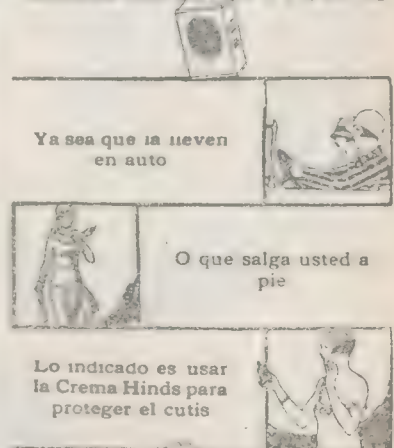 Ya sea que la lleven
en auto
O que salga usted a
pie
Lo indicado es usar
la Crema Hinds para
proteger el cutis